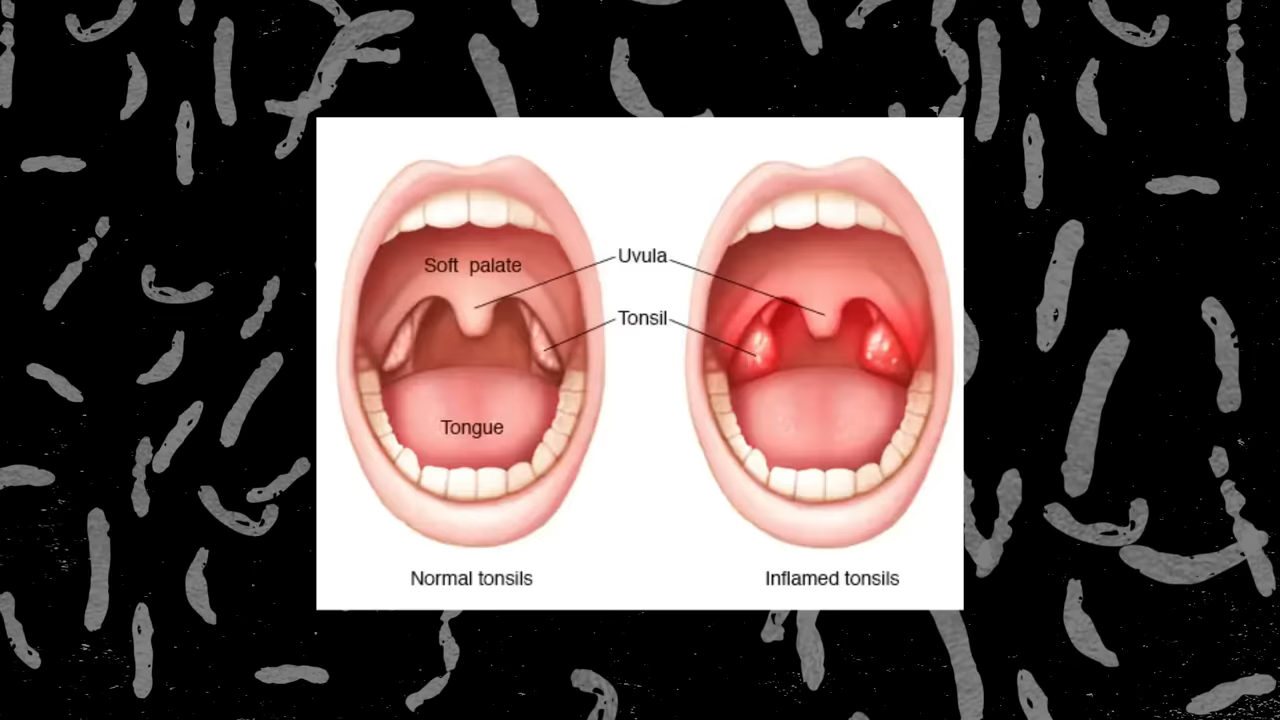 Uvula
Soft palate
Tonsil
Tongue
Normal tonsils
Inflamed tonsils